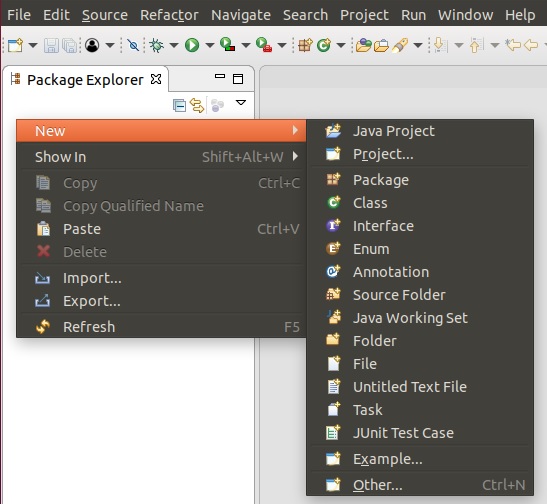 File Edit Source Refactor Navigate Search Project Run Window Help
Package Explorer
New
Show In Shift+Alt+W
Copy Ctrl+C
Copy Qualified Name
Paste Ctrl+V
Delete
Import...
Export...
Refresh F5
Java Project
Project...
Package
Class
Interface
Enum
Annotation
Source Folder
Java Working Set
Folder
File
Untitled Text File
Task
JUnit Test Case
Example...
Other... Ctrl+N